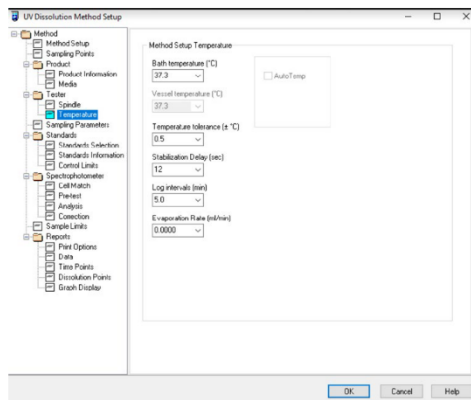 UV Dissolution Method Setup
Method
Method Setup
Sampling Points
Product
Product Information
Media
Tester
Spindle
Temperature
Sampling Parameters
Standards
Standards Selection
Standards Information
Control Limits
Spectrophotometer
Cell Match
Pre-test
Analysis
Correction
Sample Limits
Reports
Print Options
Data
Time Points
Dissolution Points
Graph Display
Method Setup Temperature
Bath temperature (°C)
37.3
AutoTemp
Vessel temperature (°C)
37.3
Temperature tolerance (± °C)
0.5
Stabilization Delay (sec)
12
Log intervals (min)
5.0
Evaporation Rate (ml/min)
0.0000
OK
Cancel
Help